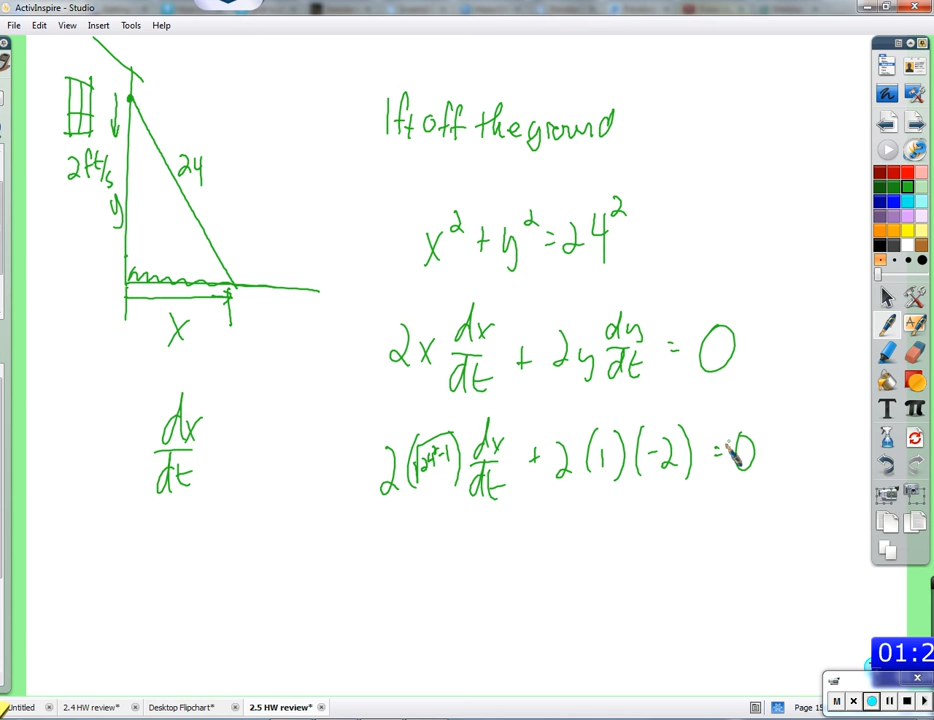 ActivInspire - Studio
File Edit View Insert Tools Help
1ft off the ground
2ft/s
24
y
x
x² + y² = 24²
2x dx/dt + 2y dy/dt = 0
dx/dt
2(√24²-1) dx/dt + 2(1)(-2) = 0
01:2
Untitled 2.4 HW review* Desktop Flipchart* 2.5 HW review* Page 15
M